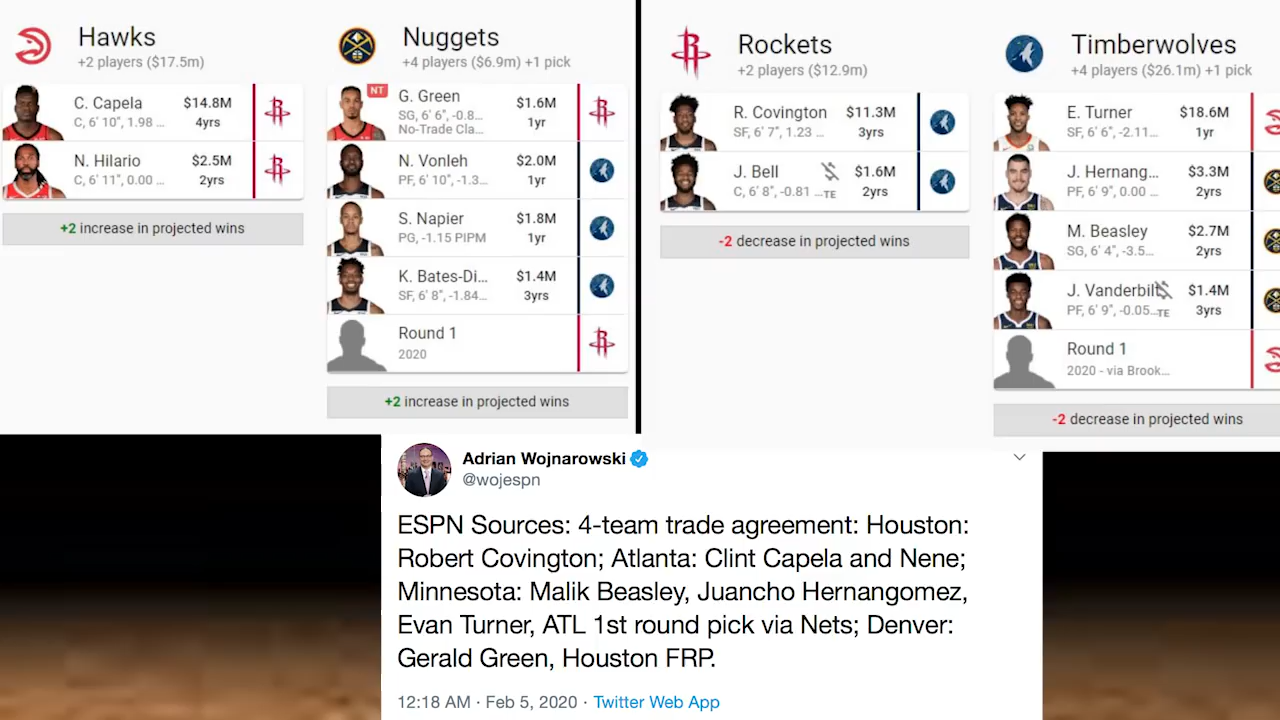 Hawks
+2 players ($17.5m)
C. Capela $14.8M
C, 6' 10", 1.98 ... 4yrs
N. Hilario $2.5M
C, 6' 11", 0.00 ... 2yrs
+2 increase in projected wins
Nuggets
+4 players ($6.9m) +1 pick
NT
G. Green $1.6M
SG, 6' 6", -0.8... 1yr
No-Trade Cla...
N. Vonleh $2.0M
PF, 6' 10", -1.3... 1yr
S. Napier $1.8M
PG, -1.15 PIPM 1yr
K. Bates-Di... $1.4M
SF, 6' 8", -1.84... 3yrs
Round 1
2020
+2 increase in projected wins
Rockets
+2 players ($12.9m)
R. Covington $11.3M
SF, 6' 7", 1.23 ... 3yrs
J. Bell $1.6M
C, 6' 8", -0.81 ...TE 2yrs
-2 decrease in projected wins
Timberwolves
+4 players ($26.1m) +1 pick
E. Turner $18.6M
SF, 6' 6", -2.11... 1yr
J. Hernang... $3.3M
PF, 6' 9", 0.00 ... 2yrs
M. Beasley $2.7M
SG, 6' 4", -3.5... 2yrs
J. Vanderbil $1.4M
PF, 6' 9", -0.05...TE 3yrs
Round 1
2020 - via Brook...
-2 decrease in projected wins
Adrian Wojnarowski
@wojespn
ESPN Sources: 4-team trade agreement: Houston:
Robert Covington; Atlanta: Clint Capela and Nene;
Minnesota: Malik Beasley, Juancho Hernangomez,
Evan Turner, ATL 1st round pick via Nets; Denver:
Gerald Green, Houston FRP.
12:18 AM · Feb 5, 2020 · Twitter Web App